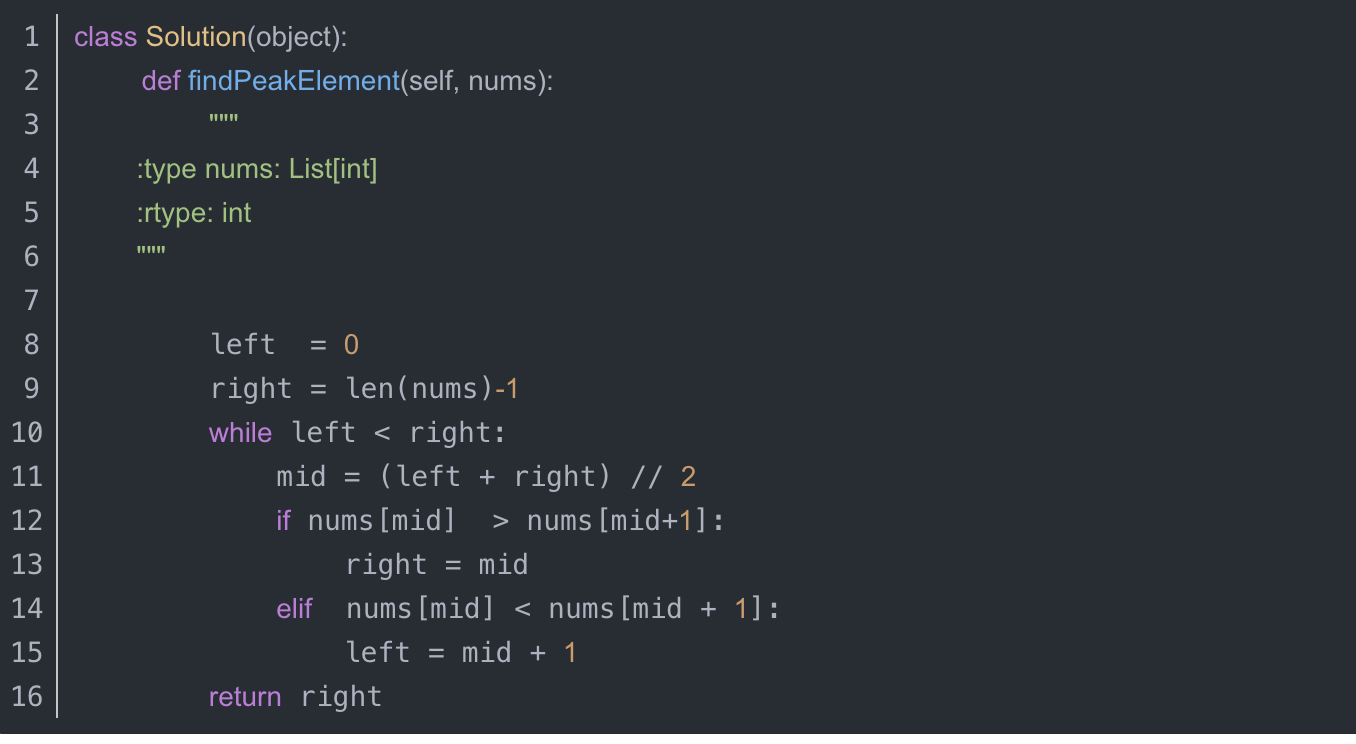 1 class Solution(object):
2 def findPeakElement(self, nums):
3 """
4 :type nums: List[int]
5 :rtype: int
6 """
7
8 left  = 0
9 right = len(nums)-1
10 while left < right:
11 mid = (left + right) // 2
12 if nums[mid]  > nums[mid+1]:
13 right = mid
14 elif  nums[mid] < nums[mid + 1]:
15 left = mid + 1
16 return right